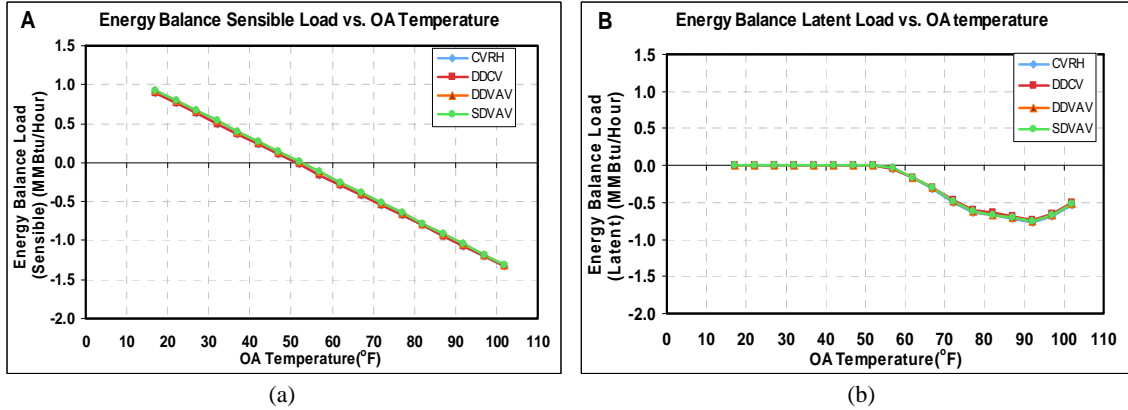 A
Energy Balance Sensible Load vs. OA Temperature
Energy Balance Load
(Sensible) (MMBtu/Hour)
1.5
1.0
0.5
0.0
-0.5
-1.0
-1.5
-2.0
CVRH
DDCV
DDVAV
SDVAV
0 10 20 30 40 50 60 70 80 90 100 110
OA Temperature(°F)
(a)
B
Energy Balance Latent Load vs. OA temperature
Energy Balance Load
(Latent) (MMBtu/Hour)
1.5
1.0
0.5
0.0
-0.5
-1.0
-1.5
-2.0
CVRH
DDCV
DDVAV
SDVAV
0 10 20 30 40 50 60 70 80 90 100 110
OA Temperature(°F)
(b)